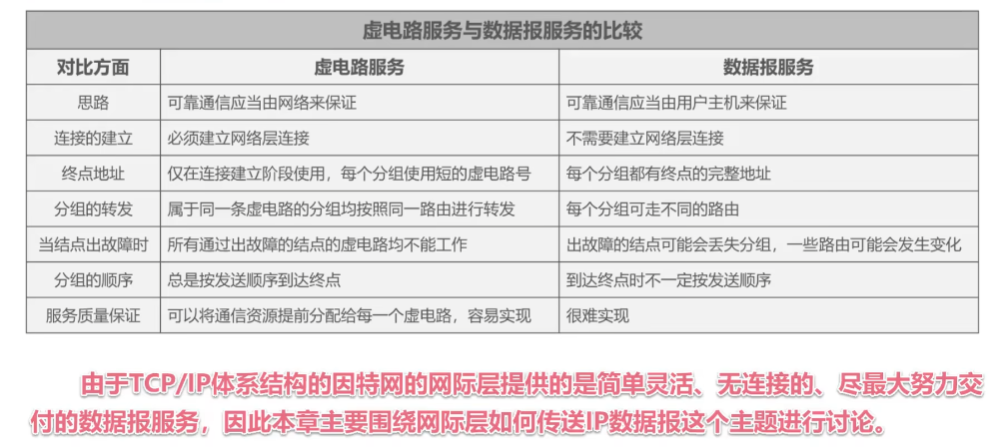 虚电路服务与数据报服务的比较
对比方面 虚电路服务 数据报服务
思路 可靠通信应当由网络来保证 可靠通信应当由用户主机来保证
连接的建立 必须建立网络层连接 不需要建立网络层连接
终点地址 仅在连接建立阶段使用，每个分组使用短的虚电路号 每个分组都有终点的完整地址
分组的转发 属于同一条虚电路的分组均按照同一路由进行转发 每个分组可走不同的路由
当结点出故障时 所有通过出故障的结点的虚电路均不能工作 出故障的结点可能会丢失分组，一些路由可能会发生变化
分组的顺序 总是按发送顺序到达终点 到达终点时不一定按发送顺序
服务质量保证 可以将通信资源提前分配给每一个虚电路，容易实现 很难实现
由于TCP/IP体系结构的因特网的网际层提供的是简单灵活、无连接的、尽最大努力交
付的数据报服务，因此本章主要围绕网际层如何传送IP数据报这个主题进行讨论。